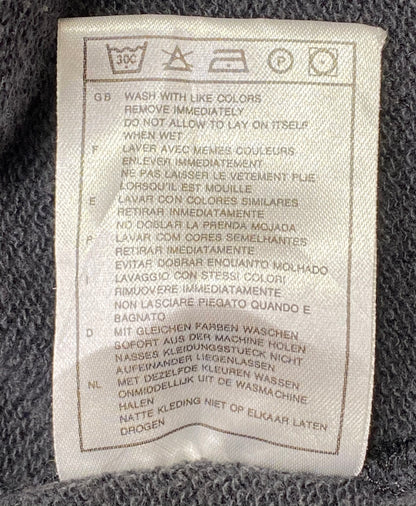 30C P
GB WASH WITH LIKE COLORS
REMOVE IMMEDIATELY
DO NOT ALLOW TO LAY ON ITSELF
WHEN WET
F LAVER AVEC MEMES COULEURS
ENLEVER IMMEDIATEMENT
NE PAS LAISSER LE VETEMENT PLIE
LORSQU'IL EST MOUILLE
E LAVAR CON COLORES SIMILARES
RETIRAR INMEDIATAMENTE
NO DOBLAR LA PRENDA MOJADA
P LAVAR COM CORES SEMELHANTES
RETIRAR IMEDIATAMENTE
EVITAR DOBRAR ENQUANTO MOLHADO
I LAVAGGIO CON STESSI COLORI
RIMUOVERE IMMEDIATAMENTE
NON LASCIARE PIEGATO QUANDO E
BAGNATO
D MIT GLEICHEN FARBEN WASCHEN
SOFORT AUS DER MACHINE HOLEN
NASSES KLEIDUNGSSTUECK NICHT
AUFEINANDER LIEGENLASSEN
NL MET DEZELFDE KLEUREN WASSEN
ONMIDDELLIJK UIT DE WASMACHINE
HALEN
NATTE KLEDING NIET OP ELKAAR LATEN
DROGEN